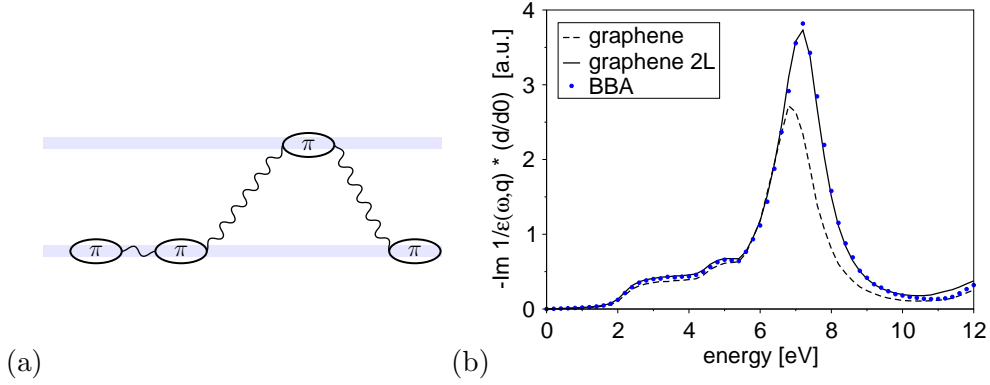 π
π π π
(a)
-Im 1/ε(ω,q) * (d/d0) [a.u.]
4
3
2
1
0
graphene
graphene 2L
BBA
0 2 4 6 8 10 12
energy [eV]
(b)